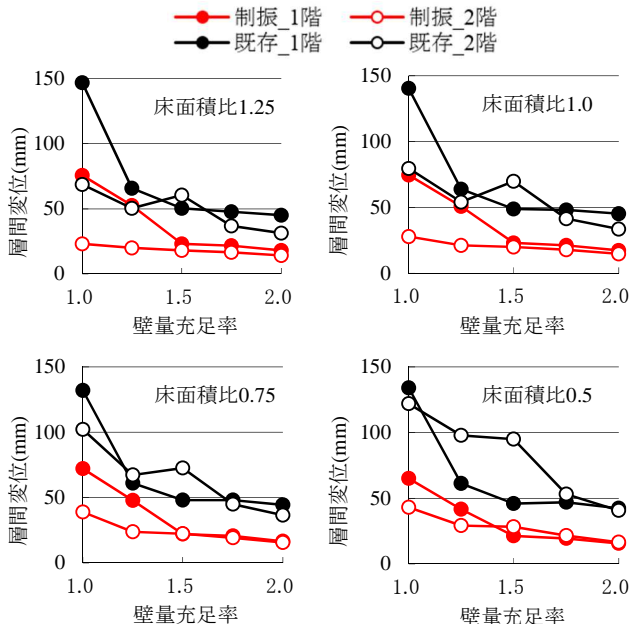 制振_1階 制振_2階
既存_1階 既存_2階
150
100
50
0
層間変位(mm)
床面積比1.25
1.0 1.5 2.0
壁量充足率
150
100
50
0
層間変位(mm)
床面積比1.0
1.0 1.5 2.0
壁量充足率
150
100
50
0
層間変位(mm)
床面積比0.75
1.0 1.5 2.0
壁量充足率
150
100
50
0
層間変位(mm)
床面積比0.5
1.0 1.5 2.0
壁量充足率